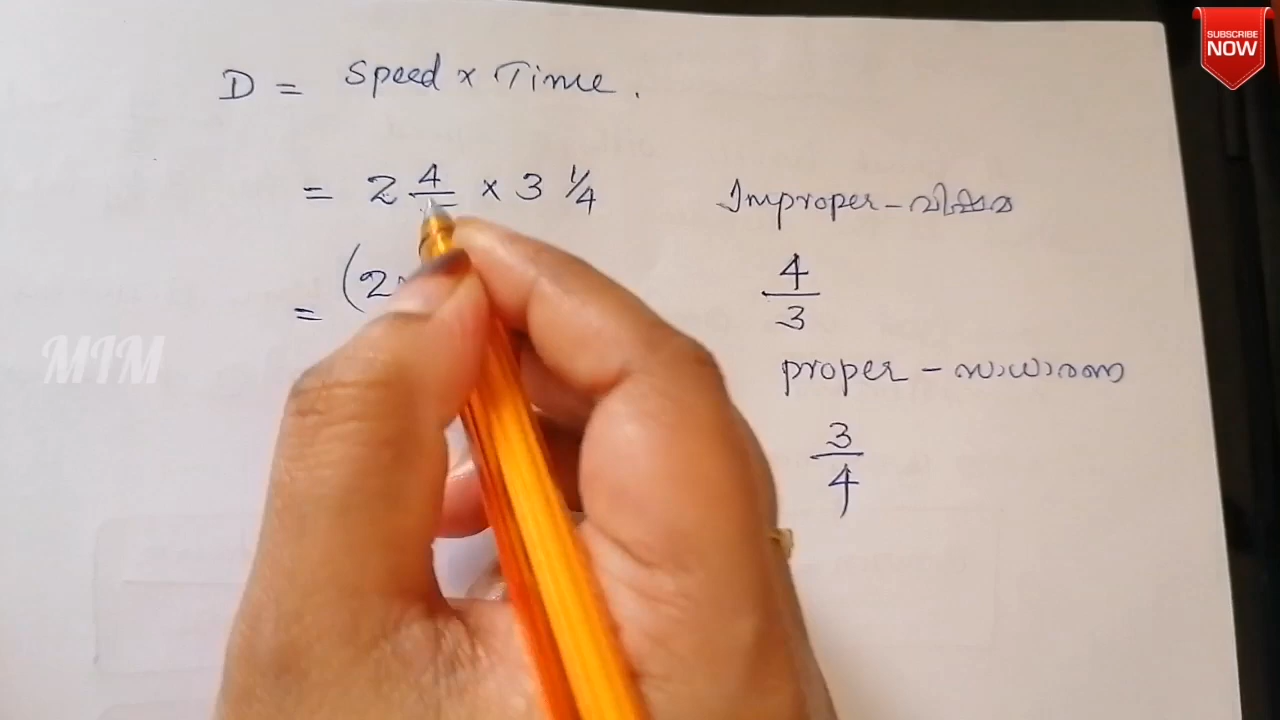 D = Speed x Time.
= 2 4/ x 3 1/4
= (2
Improper - വിഷമ
4/3
proper - സാധാരണ
3/4
MIM
SUBSCRIBE
NOW